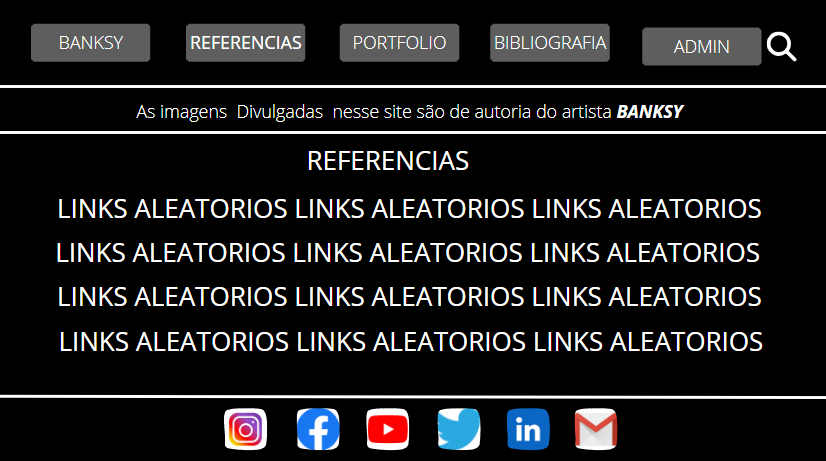 BANKSY REFERENCIAS PORTFOLIO BIBLIOGRAFIA ADMIN
As imagens Divulgadas nesse site são de autoria do artista BANKSY
REFERENCIAS
LINKS ALEATORIOS LINKS ALEATORIOS LINKS ALEATORIOS
LINKS ALEATORIOS LINKS ALEATORIOS LINKS ALEATORIOS
LINKS ALEATORIOS LINKS ALEATORIOS LINKS ALEATORIOS
LINKS ALEATORIOS LINKS ALEATORIOS LINKS ALEATORIOS
in